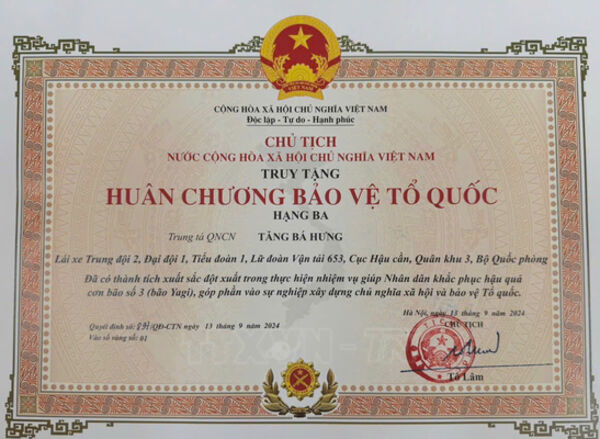 VIỆT NAM
CỘNG HÒA XÃ HỘI CHỦ NGHĨA VIỆT NAM
Độc lập - Tự do - Hạnh phúc
CHỦ TỊCH
NƯỚC CỘNG HÒA XÃ HỘI CHỦ NGHĨA VIỆT NAM
TRUY TẶNG
HUÂN CHƯƠNG BẢO VỆ TỔ QUỐC
HẠNG BA
Trung tá QNCN TĂNG BÁ HƯNG
Lái xe Trung đội 2, Đại đội 1, Tiểu đoàn 1, Lữ đoàn Vận tải 653, Cục Hậu cần, Quân khu 3, Bộ Quốc phòng
Đã có thành tích xuất sắc đột xuất trong thực hiện nhiệm vụ giúp Nhân dân khắc phục hậu quả
cơn bão số 3 (bão Yagi), góp phần vào sự nghiệp xây dựng chủ nghĩa xã hội và bảo vệ Tổ quốc.
Hà Nội, ngày 13 tháng 9 năm 2024
Quyết định số: /QĐ-CTN ngày 13 tháng 9 năm 2024
CHỦ TỊCH
Vào sổ vàng số: 01
Tô Lâm